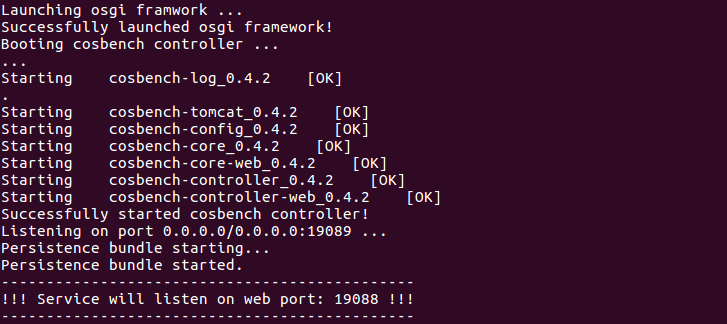 Launching osgi framwork ...
Successfully launched osgi framework!
Booting cosbench controller ...
...
Starting    cosbench-log_0.4.2    [OK]
.
Starting    cosbench-tomcat_0.4.2    [OK]
Starting    cosbench-config_0.4.2    [OK]
Starting    cosbench-core_0.4.2    [OK]
Starting    cosbench-core-web_0.4.2    [OK]
Starting    cosbench-controller_0.4.2    [OK]
Starting    cosbench-controller-web_0.4.2    [OK]
Successfully started cosbench controller!
Listening on port 0.0.0.0/0.0.0.0:19089 ...
Persistence bundle starting...
Persistence bundle started.
----------------------------------------------
!!! Service will listen on web port: 19088 !!!
----------------------------------------------